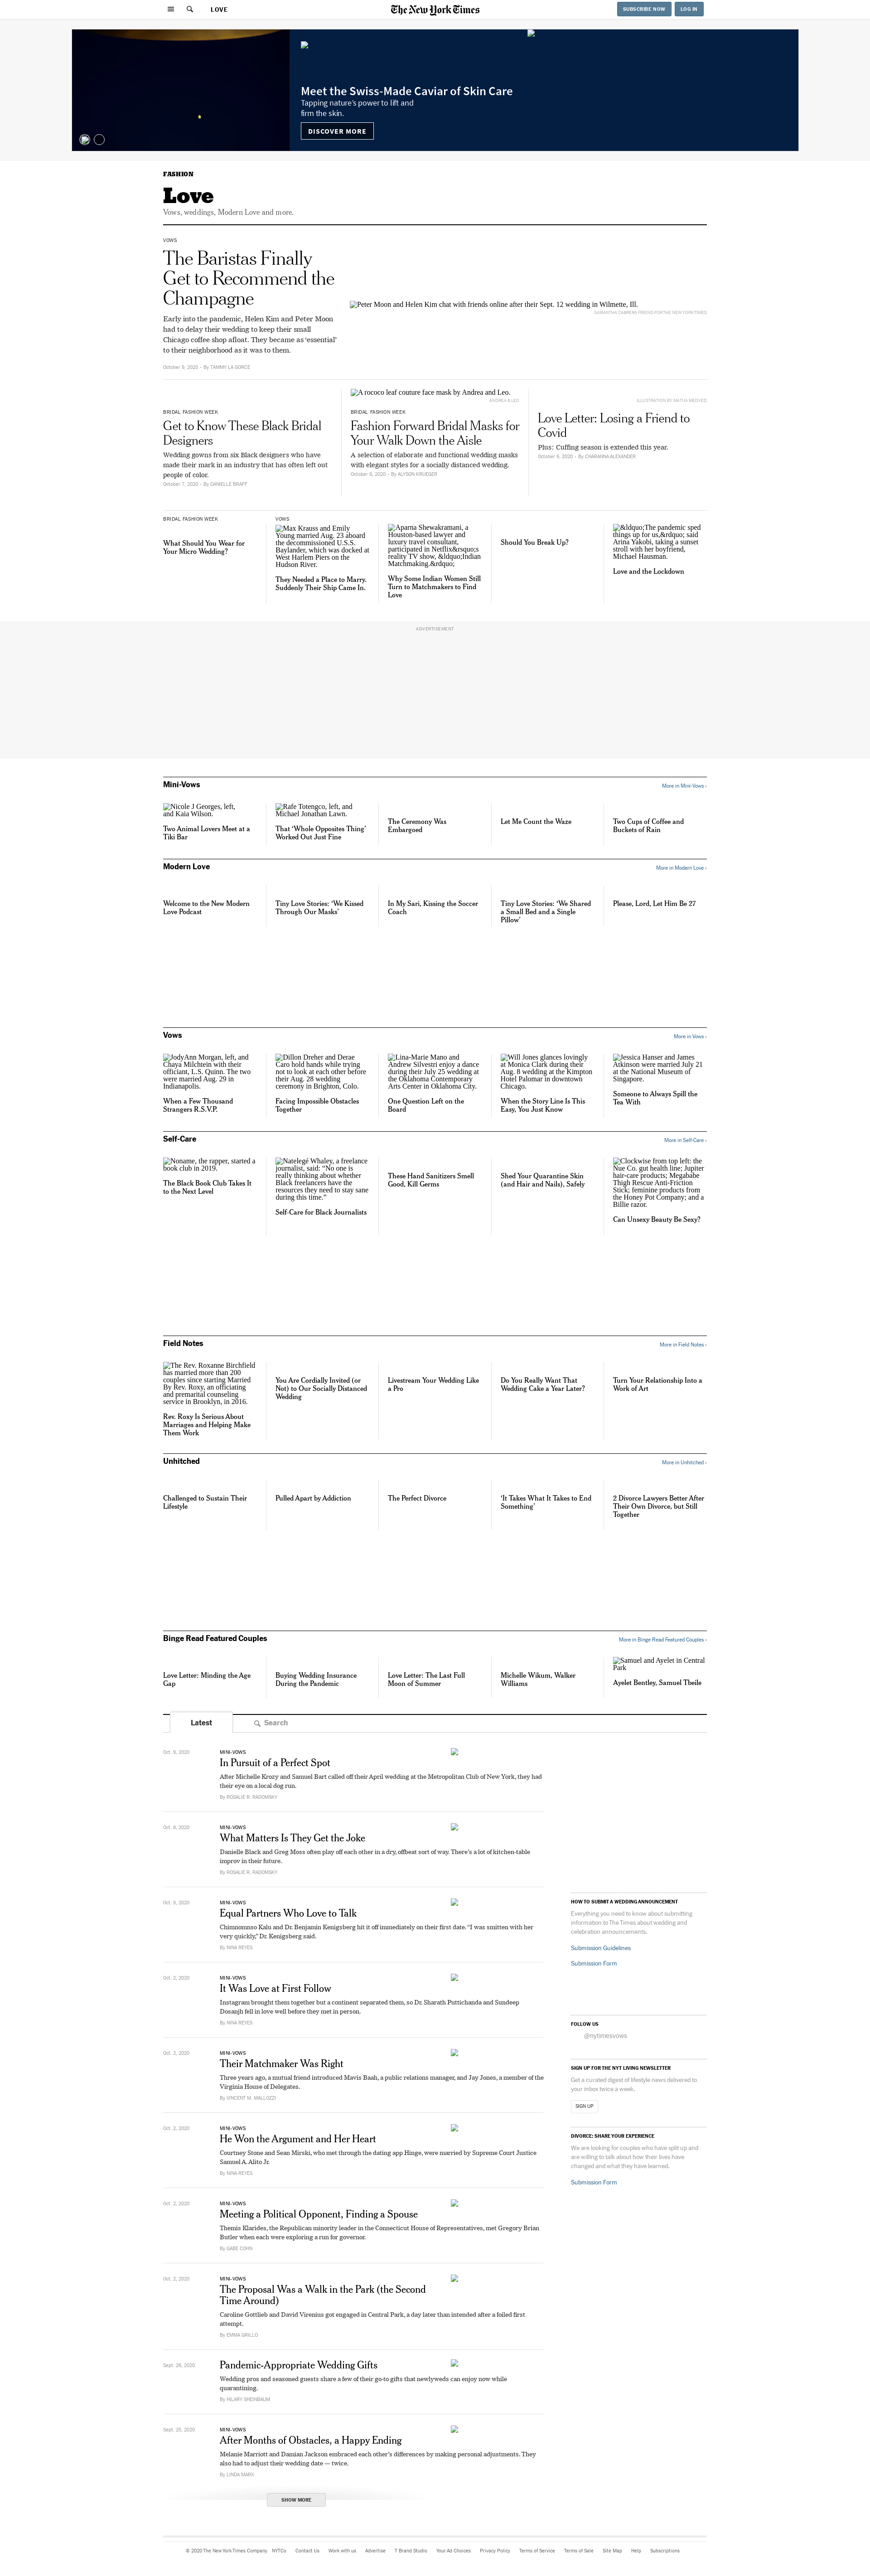 LOVE
The New York Times
SUBSCRIBE NOW
LOG IN
Meet the Swiss-Made Caviar of Skin Care
Tapping nature's power to lift and
firm the skin.
DISCOVER MORE
FASHION
Love
Vows, weddings, Modern Love and more.
VOWS
The Baristas Finally
Get to Recommend the
Champagne
Early into the pandemic, Helen Kim and Peter Moon
had to delay their wedding to keep their small
Chicago coffee shop afloat. They became as ‘essential’
to their neighborhood as it was to them.
October 9, 2020 - By TAMMY LA GORCE
Peter Moon and Helen Kim chat with friends online after their Sept. 12 wedding in Wilmette, Ill.
BRIDAL FASHION WEEK
Get to Know These Black Bridal
Designers
Wedding gowns from six Black designers who have
made their mark in an industry that has often left out
people of color.
October 7, 2020 - By DANIELLE BRAFF
A rococo leaf couture face mask by Andrea and Leo.
ANDREA & LEO
BRIDAL FASHION WEEK
Fashion Forward Bridal Masks for
Your Walk Down the Aisle
A selection of elaborate and functional wedding masks
with elegant styles for a socially distanced wedding.
October 8, 2020 - By ALYSON KRUEGER
Love Letter: Losing a Friend to
Covid
Plus: Cuffing season is extended this year.
October 9, 2020 - By CHARANNA ALEXANDER
BRIDAL FASHION WEEK
What Should You Wear for
Your Micro Wedding?
VOWS
Max Krauss and Emily
Young married Aug. 23 aboard
the decommissioned U.S.S.
Baylander, which was docked at
West Harlem Piers on the
Hudson River.
They Needed a Place to Marry.
Suddenly Their Ship Came In.
Aparna Shewakramani, a
Houston-based lawyer and
luxury travel consultant,
participated in Netflix&rsquo;s
reality TV show, &ldquo;Indian
Matchmaking.&rdquo;
Why Some Indian Women Still
Turn to Matchmakers to Find
Love
Should You Break Up?
&ldquo;The pandemic sped
things up for us,&rdquo; said
Arina Yakobi, taking a sunset
stroll with her boyfriend,
Michael Hausman.
Love and the Lockdown
ADVERTISEMENT
Mini-Vows
More in Mini-Vows ›
Nicole J Georges, left,
and Kaia Wilson.
Two Animal Lovers Meet at a
Tiki Bar
Rafe Totengco, left, and
Michael Jonathan Lawn.
That ‘Whole Opposites Thing’
Worked Out Just Fine
The Ceremony Was
Embargoed
Let Me Count the Waze
Two Cups of Coffee and
Buckets of Rain
Modern Love
More in Modern Love ›
Welcome to the New Modern
Love Podcast
Tiny Love Stories: ‘We Kissed
Through Our Masks’
In My Sari, Kissing the Soccer
Coach
Tiny Love Stories: ‘We Shared
a Small Bed and a Single
Pillow’
Please, Lord, Let Him Be 27
Vows
More in Vows ›
JodyAnn Morgan, left, and
Chaya Milchtein with their
officiant, L.S. Quinn. The two
were married Aug. 29 in
Indianapolis.
When a Few Thousand
Strangers R.S.V.P.
Dillon Dreher and Derae
Caro hold hands while trying
not to look at each other before
their Aug. 28 wedding
ceremony in Brighton, Colo.
Facing Impossible Obstacles
Together
Lina-Marie Mano and
Andrew Silvestri enjoy a dance
during their July 25 wedding at
the Oklahoma Contemporary
Arts Center in Oklahoma City.
One Question Left on the
Board
Will Jones glances lovingly
at Monica Clark during their
Aug. 8 wedding at the Kimpton
Hotel Palomar in downtown
Chicago.
When the Story Line Is This
Easy, You Just Know
Jessica Hanser and James
Atkinson were married July 21
at the National Museum of
Singapore.
Someone to Always Spill the
Tea With
Self-Care
More in Self-Care ›
Noname, the rapper, started a
book club in 2019.
The Black Book Club Takes It
to the Next Level
Natelegé Whaley, a freelance
journalist, said: “No one is
really thinking about whether
Black freelancers have the
resources they need to stay sane
during this time.”
Self-Care for Black Journalists
These Hand Sanitizers Smell
Good, Kill Germs
Shed Your Quarantine Skin
(and Hair and Nails), Safely
Clockwise from top left: the
Nue Co. gut health line; Jupiter
hair-care products; Megababe
Thigh Rescue Anti-Friction
Stick; feminine products from
the Honey Pot Company; and a
Billie razor.
Can Unsexy Beauty Be Sexy?
Field Notes
More in Field Notes ›
The Rev. Roxanne Birchfield
has married more than 200
couples since starting Married
By Rev. Roxy, an officiating
and premarital counseling
service in Brooklyn, in 2016.
Rev. Roxy Is Serious About
Marriages and Helping Make
Them Work
You Are Cordially Invited (or
Not) to Our Socially Distanced
Wedding
Livestream Your Wedding Like
a Pro
Do You Really Want That
Wedding Cake a Year Later?
Turn Your Relationship Into a
Work of Art
Unhitched
More in Unhitched ›
Challenged to Sustain Their
Lifestyle
Pulled Apart by Addiction
The Perfect Divorce
‘It Takes What It Takes to End
Something’
2 Divorce Lawyers Better After
Their Own Divorce, but Still
Together
Binge Read Featured Couples
More in Binge Read Featured Couples ›
Love Letter: Minding the Age
Gap
Buying Wedding Insurance
During the Pandemic
Love Letter: The Last Full
Moon of Summer
Michelle Wikum, Walker
Williams
Samuel and Ayelet in Central
Park
Ayelet Bentley, Samuel Tbeile
Latest
Search
Oct. 9, 2020
MINI-VOWS
In Pursuit of a Perfect Spot
After Michelle Krozy and Samuel Bart called off their April wedding at the Metropolitan Club of New York, they had
their eye on a local dog run.
By ROSALIE R. RADOMSKY
Oct. 9, 2020
MINI-VOWS
What Matters Is They Get the Joke
Danielle Black and Greg Moss often play off each other in a dry, offbeat sort of way. There's a lot of kitchen-table
improv in their future.
By ROSALIE R. RADOMSKY
Oct. 9, 2020
MINI-VOWS
Equal Partners Who Love to Talk
Chimnomnso Kalu and Dr. Benjamin Kenigsberg hit it off immediately on their first date. “I was smitten with her
very quickly,” Dr. Kenigsberg said.
By NINA REYES
Oct. 2, 2020
MINI-VOWS
It Was Love at First Follow
Instagram brought them together but a continent separated them, so Dr. Sharath Puttichanda and Sundeep
Dosanjh fell in love well before they met in person.
By NINA REYES
Oct. 2, 2020
MINI-VOWS
Their Matchmaker Was Right
Three years ago, a mutual friend introduced Mavis Baah, a public relations manager, and Jay Jones, a member of the
Virginia House of Delegates.
By VINCENT M. MALLOZZI
Oct. 2, 2020
MINI-VOWS
He Won the Argument and Her Heart
Courtney Stone and Sean Mirski, who met through the dating app Hinge, were married by Supreme Court Justice
Samuel A. Alito Jr.
By NINA REYES
Oct. 2, 2020
MINI-VOWS
Meeting a Political Opponent, Finding a Spouse
Themis Klarides, the Republican minority leader in the Connecticut House of Representatives, met Gregory Brian
Butler when each were exploring a run for governor.
By GABE COHN
Oct. 2, 2020
MINI-VOWS
The Proposal Was a Walk in the Park (the Second
Time Around)
Caroline Gottlieb and David Virenius got engaged in Central Park, a day later than intended after a foiled first
attempt.
By EMMA GRILLO
Sept. 26, 2020
Pandemic-Appropriate Wedding Gifts
Wedding pros and seasoned guests share a few of their go-to gifts that newlyweds can enjoy now while
quarantining.
By HILARY SHEINBAUM
Sept. 25, 2020
MINI-VOWS
After Months of Obstacles, a Happy Ending
Melanie Marriott and Damian Jackson embraced each other's differences by making personal adjustments. They
also had to adjust their wedding date — twice.
By LINDA MARX
SHOW MORE
HOW TO SUBMIT A WEDDING ANNOUNCEMENT
Everything you need to know about submitting
information to The Times about wedding and
celebration announcements.
Submission Guidelines
Submission Form
FOLLOW US
@nytimesvows
SIGN UP FOR THE NYT LIVING NEWSLETTER
Get a curated digest of lifestyle news delivered to
your inbox twice a week.
SIGN UP
DIVORCE: SHARE YOUR EXPERIENCE
We are looking for couples who have split up and
are willing to talk about how their lives have
changed and what they have learned.
Submission Form
© 2020 The New York Times Company NYTCo Contact Us Work with us Advertise T Brand Studio Your Ad Choices Privacy Policy Terms of Service Terms of Sale Site Map Help Subscriptions